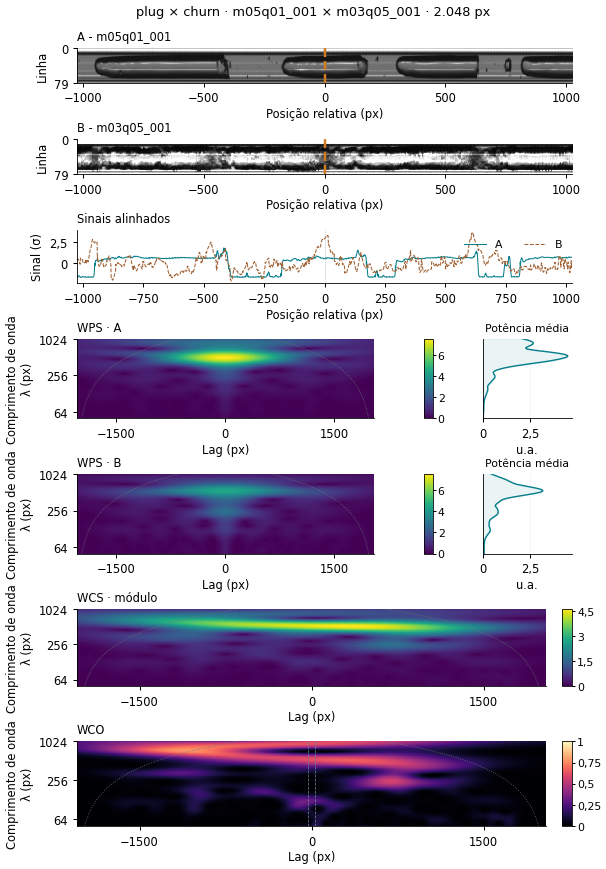 plug × churn · m05q01_001 × m03q05_001 · 2.048 px
A - m05q01_001
0
79
Linha
−1000 −500 0 500 1000
Posição relativa (px)
B - m03q05_001
0
79
Linha
−1000 −500 0 500 1000
Posição relativa (px)
Sinais alinhados
A B
2,5
0
Sinal (σ)
−1000 −750 −500 −250 0 250 500 750 1000
Posição relativa (px)
WPS · A
Potência média
1024
256
64
Comprimento de onda
λ (px)
−1500 0 1500
Lag (px)
6
4
2
0
0 2,5
u.a.
WPS · B
Potência média
1024
256
64
Comprimento de onda
λ (px)
−1500 0 1500
Lag (px)
6
4
2
0
0 2,5
u.a.
WCS · módulo
1024
256
64
Comprimento de onda
λ (px)
−1500 0 1500
Lag (px)
4,5
3
1,5
0
WCO
1024
256
64
Comprimento de onda
λ (px)
−1500 0 1500
Lag (px)
1
0,75
0,5
0,25
0